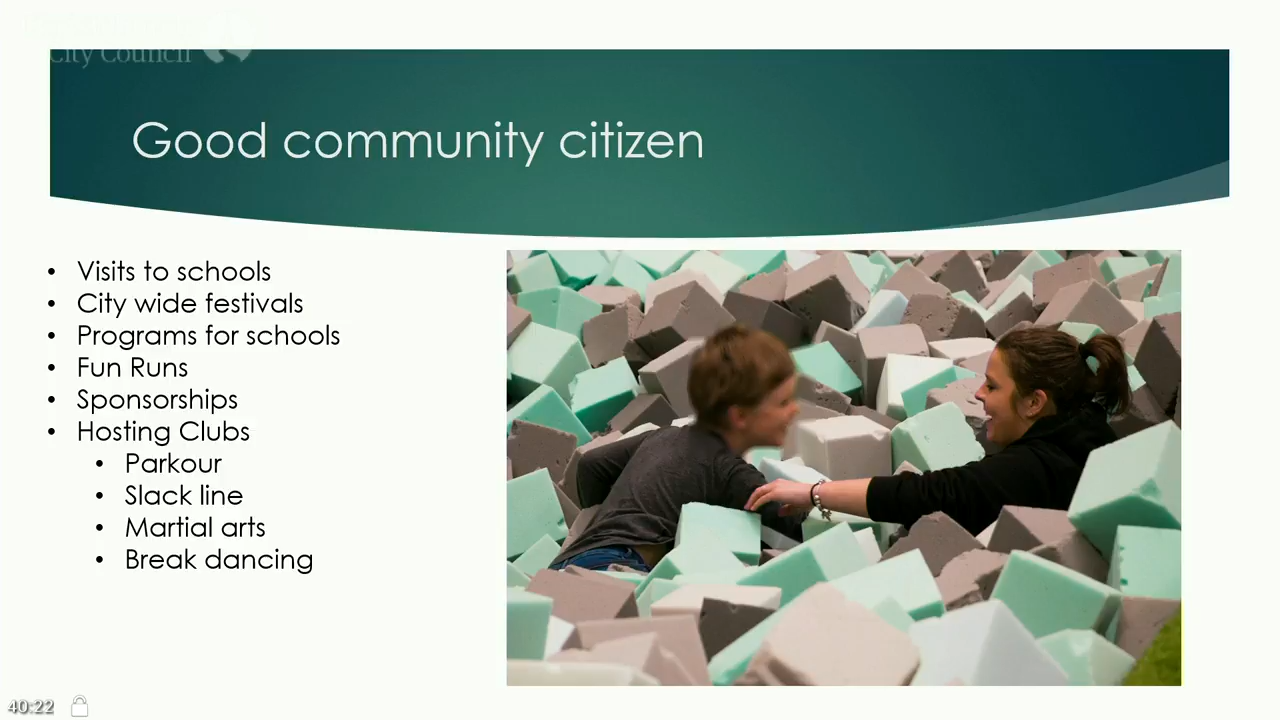 City Council
Good community citizen
• Visits to schools
• City wide festivals
• Programs for schools
• Fun Runs
• Sponsorships
• Hosting Clubs
• Parkour
• Slack line
• Martial arts
• Break dancing
40:22